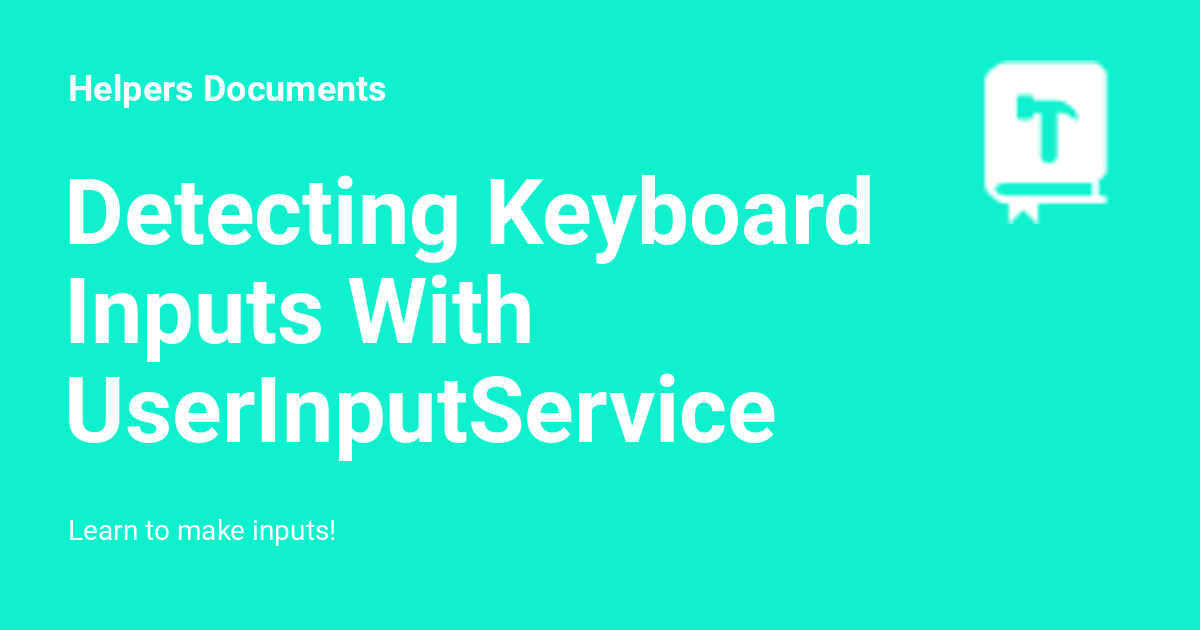 Helpers Documents
Detecting Keyboard
Inputs With
UserInputService
Learn to make inputs!